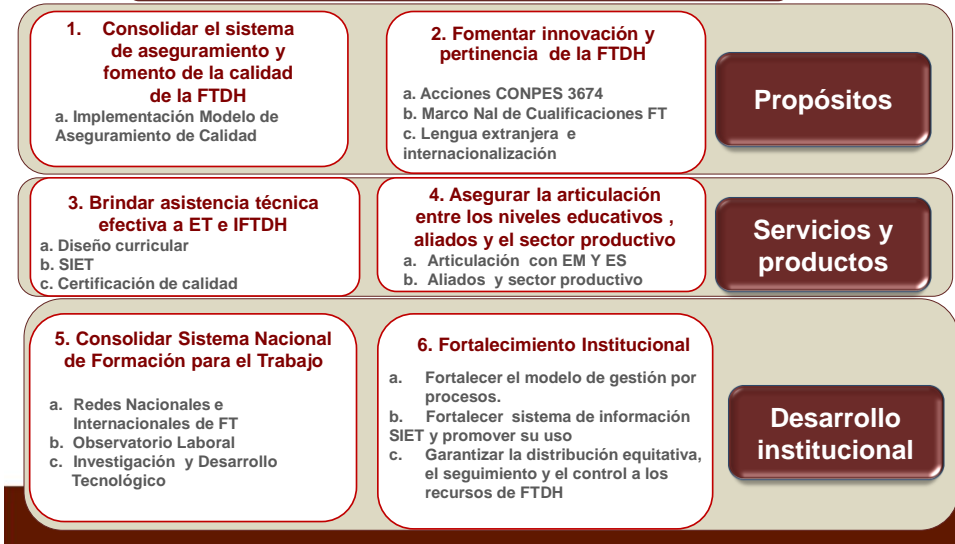 1. Consolidar el sistema
de aseguramiento y
fomento de la calidad
de la FTDH
a. Implementación Modelo de
Aseguramiento de Calidad
2. Fomentar innovación y
pertinencia de la FTDH
a. Acciones CONPES 3674
b. Marco Nal de Cualificaciones FT
c. Lengua extranjera e
internacionalización
Propósitos
3. Brindar asistencia técnica
efectiva a ET e IFTDH
a. Diseño curricular
b. SIET
c. Certificación de calidad
4. Asegurar la articulación
entre los niveles educativos ,
aliados y el sector productivo
a. Articulación con EM Y ES
b. Aliados y sector productivo
Servicios y
productos
5. Consolidar Sistema Nacional
de Formación para el Trabajo
a. Redes Nacionales e
Internacionales de FT
b. Observatorio Laboral
c. Investigación y Desarrollo
Tecnológico
6. Fortalecimiento Institucional
a. Fortalecer el modelo de gestión por
procesos.
b. Fortalecer sistema de información
SIET y promover su uso
c. Garantizar la distribución equitativa,
el seguimiento y el control a los
recursos de FTDH
Desarrollo
institucional